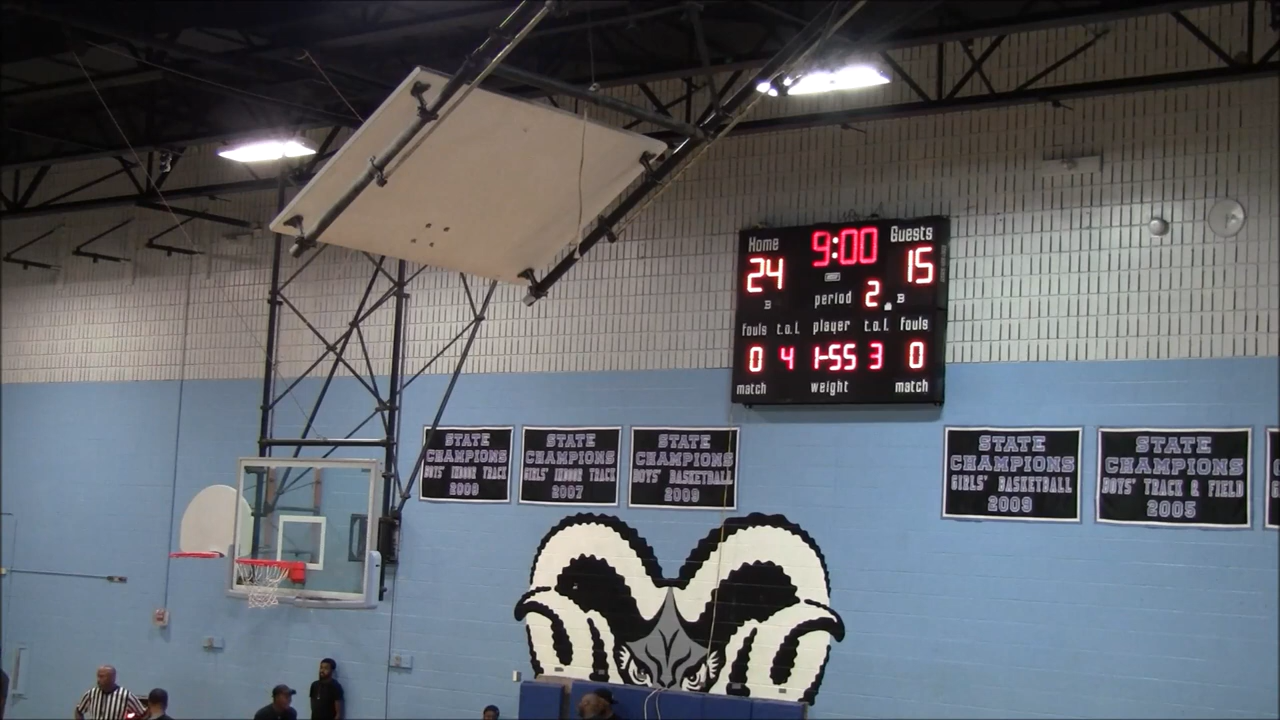 Home 9:00 Guests
24 15
B period 2 B
fouls t.o.l. player t.o.l. fouls
0 4 1-55 3 0
match weight match
STATE
CHAMPIONS
BOYS' INDOOR TRACK
2009
STATE
CHAMPIONS
GIRLS' INDOOR TRACK
2007
STATE
CHAMPIONS
BOYS' BASKETBALL
2009
STATE
CHAMPIONS
GIRLS' BASKETBALL
2009
STATE
CHAMPIONS
BOYS' TRACK & FIELD
2005